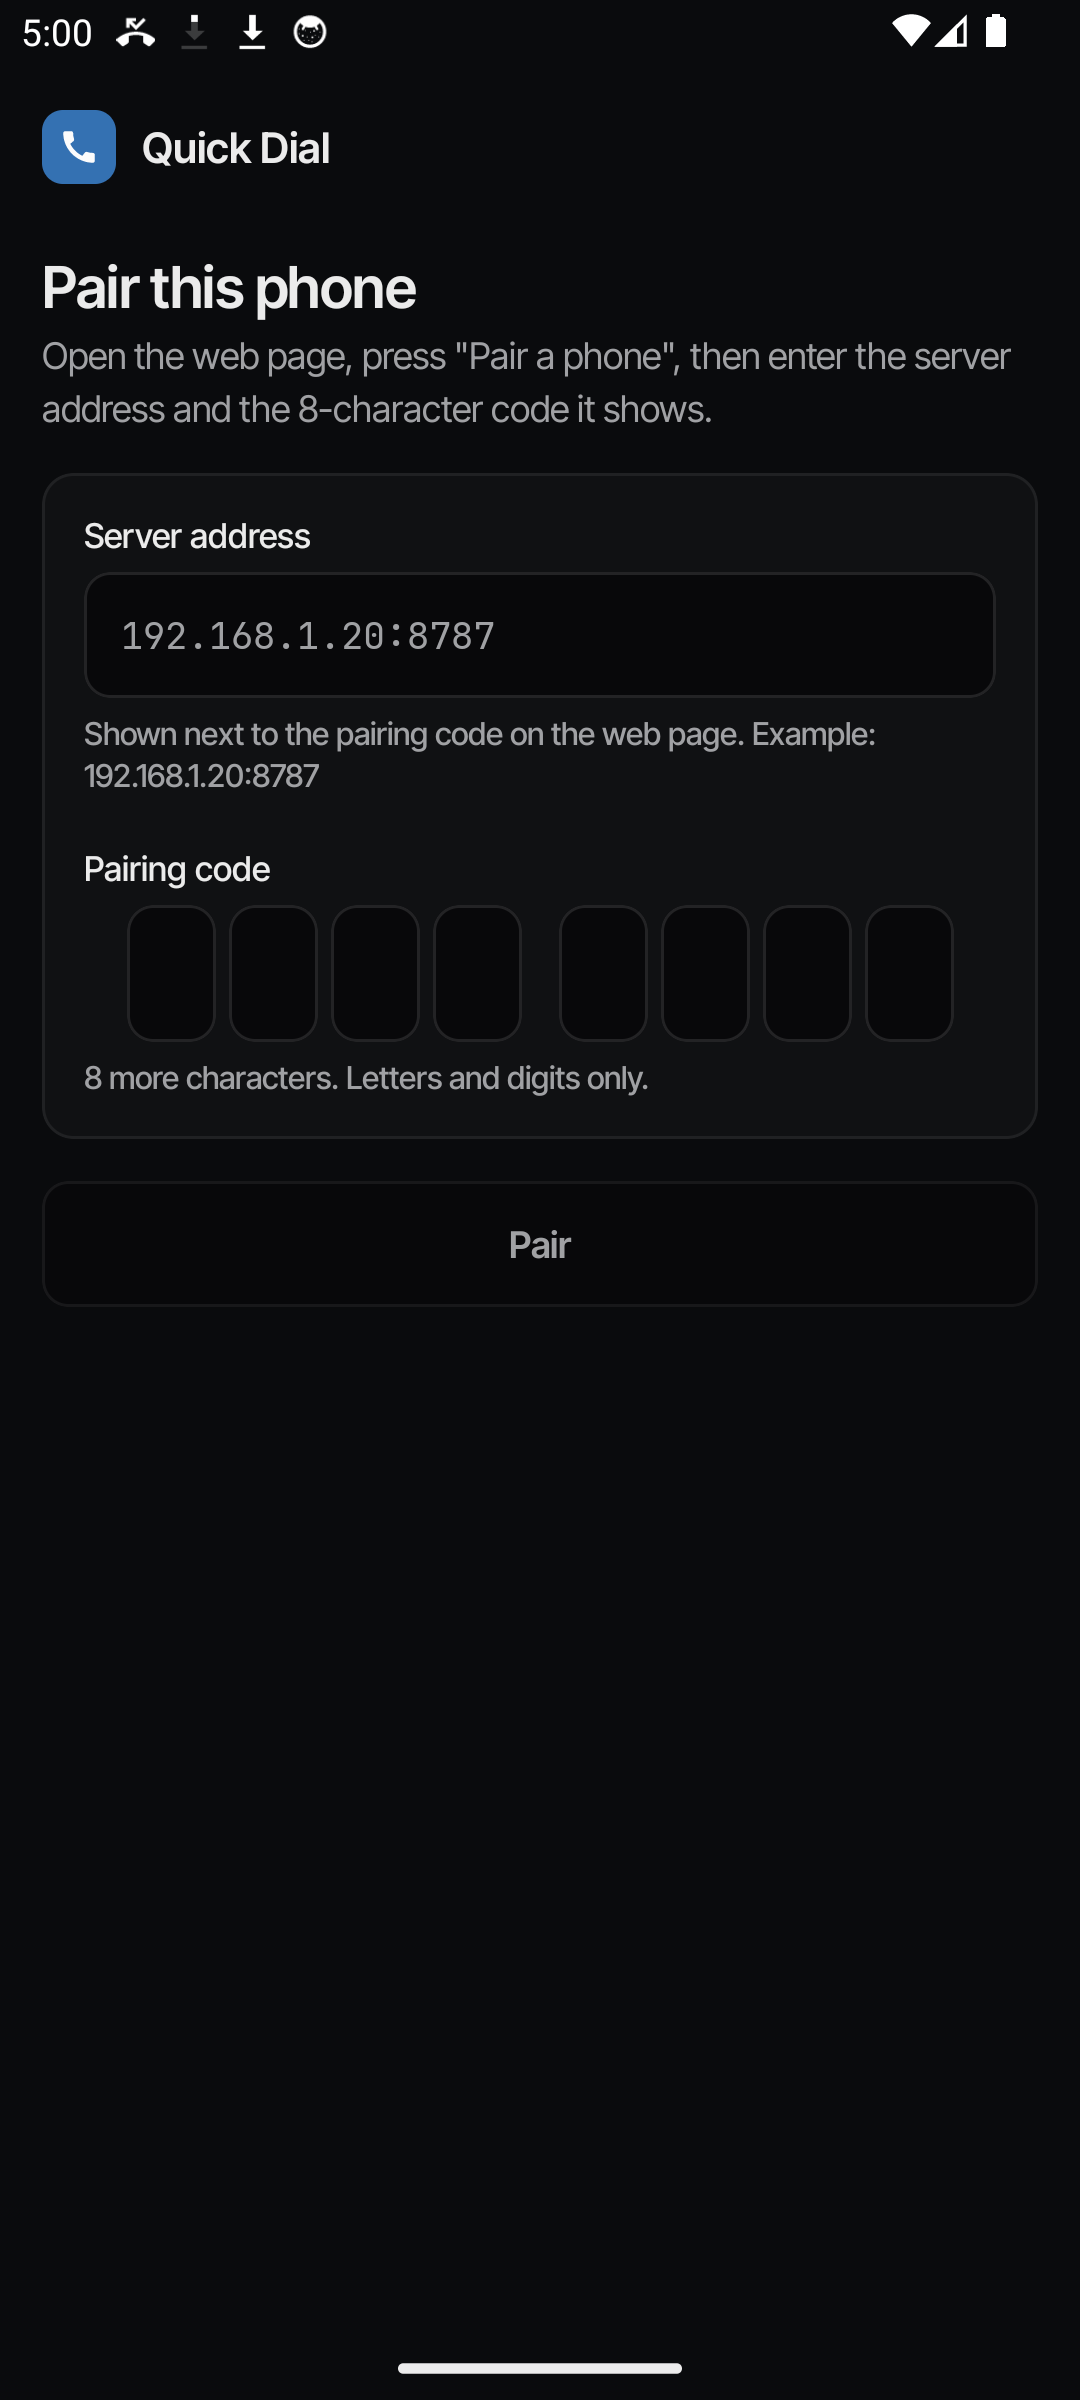 5:00
Quick Dial
Pair this phone
Open the web page, press "Pair a phone", then enter the server
address and the 8-character code it shows.
Server address
192.168.1.20:8787
Shown next to the pairing code on the web page. Example:
192.168.1.20:8787
Pairing code
8 more characters. Letters and digits only.
Pair